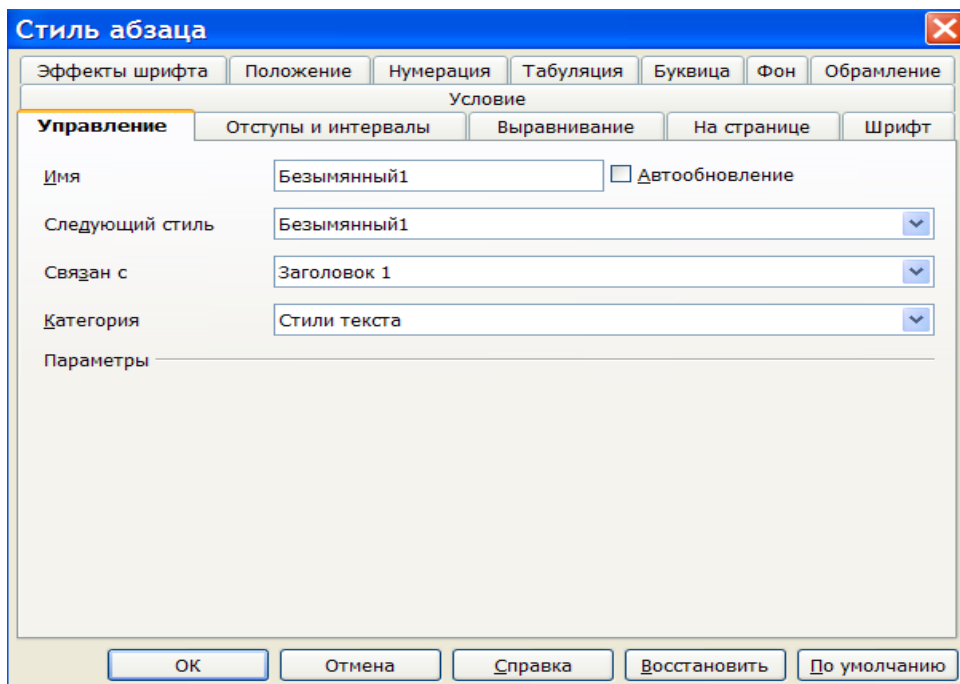 Стиль абзаца
Эффекты шрифта Положение Нумерация Табуляция Буквица Фон Обрамление
Условие
Управление Отступы и интервалы Выравнивание На странице Шрифт
Имя Безымянный1 Автообновление
Следующий стиль Безымянный1
Связан с Заголовок 1
Категория Стили текста
Параметры
ОК Отмена Справка Восстановить По умолчанию